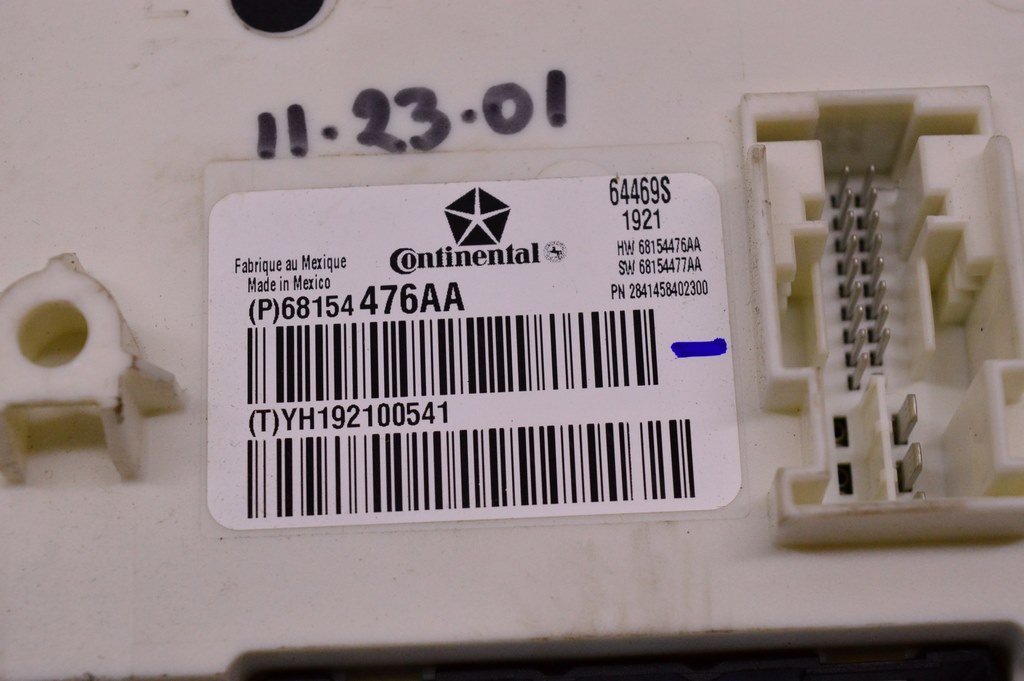 11·23·01
64469S
1921
Continental
HW 68154476AA
SW 68154477AA
PN 2841458402300
Fabrique au Mexique
Made in Mexico
(P)68154 476AA
(T)YH192100541